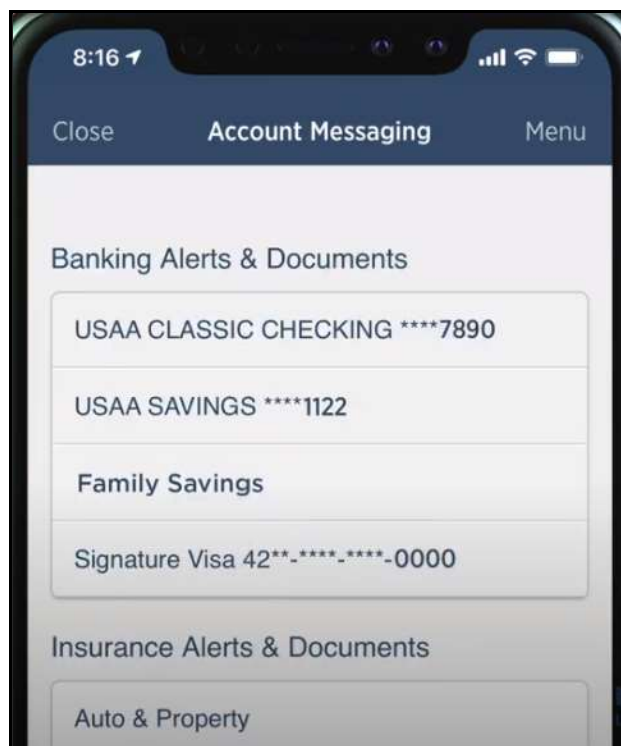 8:16
Close Account Messaging Menu
Banking Alerts & Documents
USAA CLASSIC CHECKING ****7890
USAA SAVINGS ****1122
Family Savings
Signature Visa 42**-****-****-0000
Insurance Alerts & Documents
Auto & Property